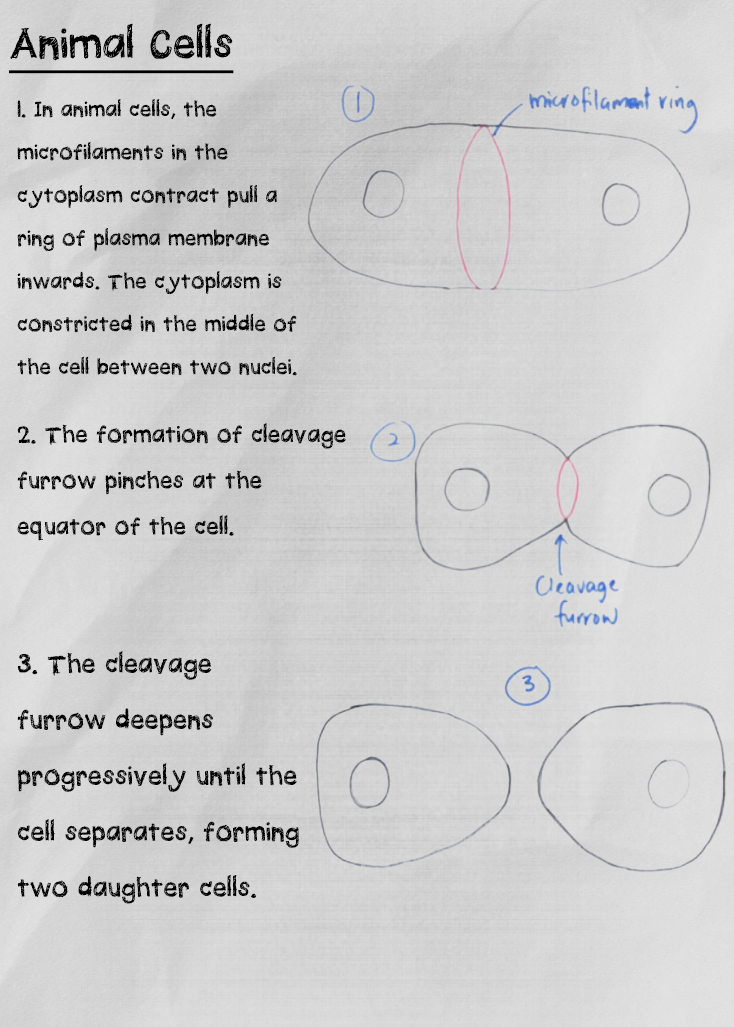 Animal Cells
1. In animal cells, the
microfilaments in the
cytoplasm contract pull a
ring of plasma membrane
inwards. The cytoplasm is
constricted in the middle of
the cell between two nuclei.
1
microfilament ring
2. The formation of cleavage
furrow pinches at the
equator of the cell.
2
Cleavage
furrow
3. The cleavage
furrow deepens
progressively until the
cell separates, forming
two daughter cells.
3